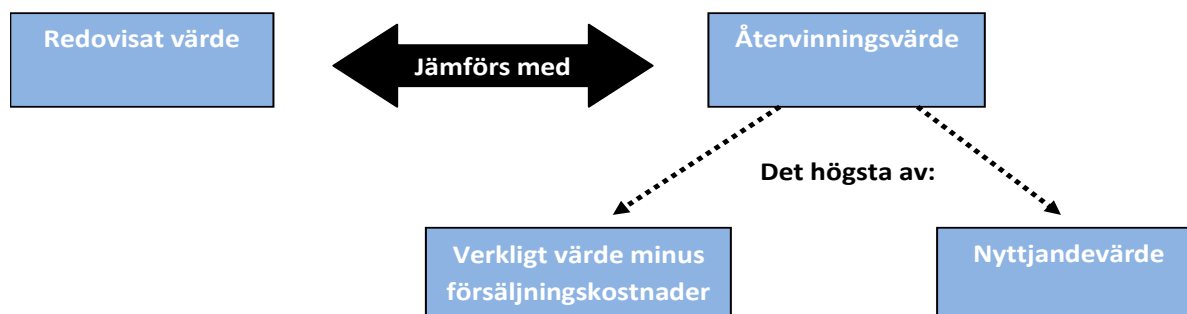 Redovisat värde
Jämförs med
Återvinningsvärde
Det högsta av:
Verkligt värde minus
försäljningskostnader
Nyttjandevärde